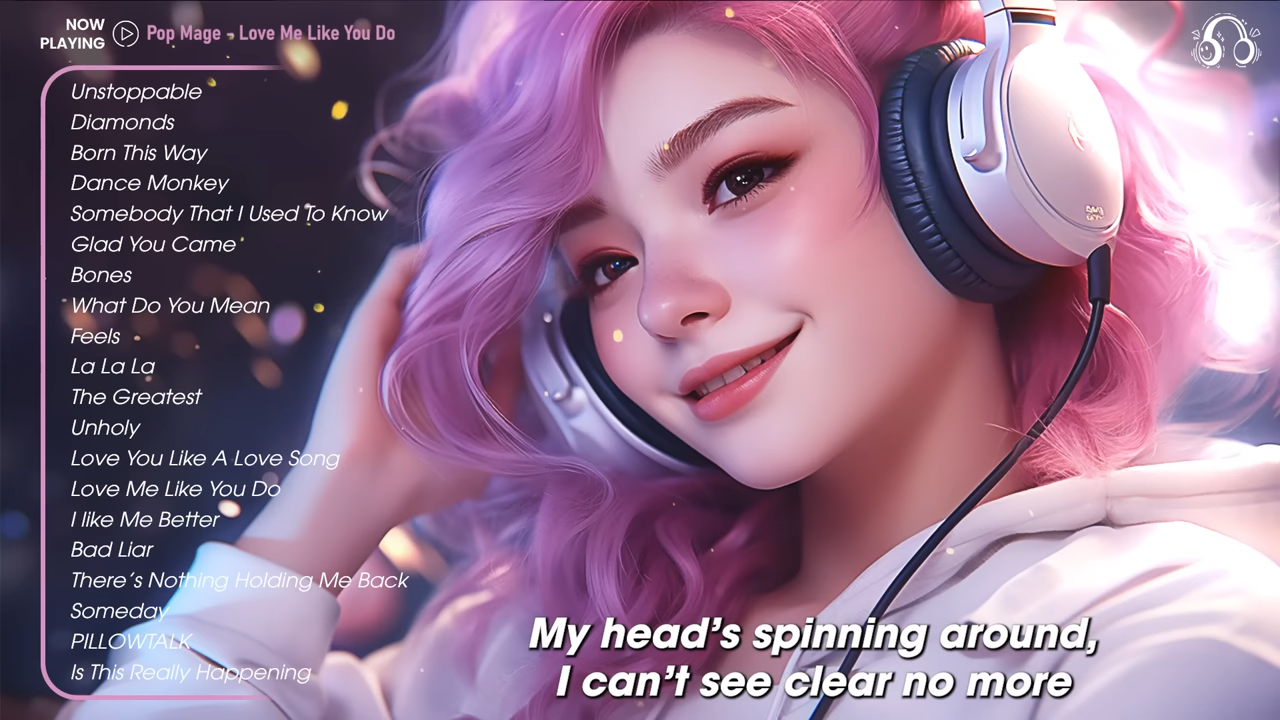 NOW
PLAYING
Pop Mage - Love Me Like You Do
Unstoppable
Diamonds
Born This Way
Dance Monkey
Somebody That I Used To Know
Glad You Came
Bones
What Do You Mean
Feels
La La La
The Greatest
Unholy
Love You Like A Love Song
Love Me Like You Do
I like Me Better
Bad Liar
There's Nothing Holding Me Back
Someday
PILLOWTALK
Is This Really Happening
My head's spinning around,
I can't see clear no more